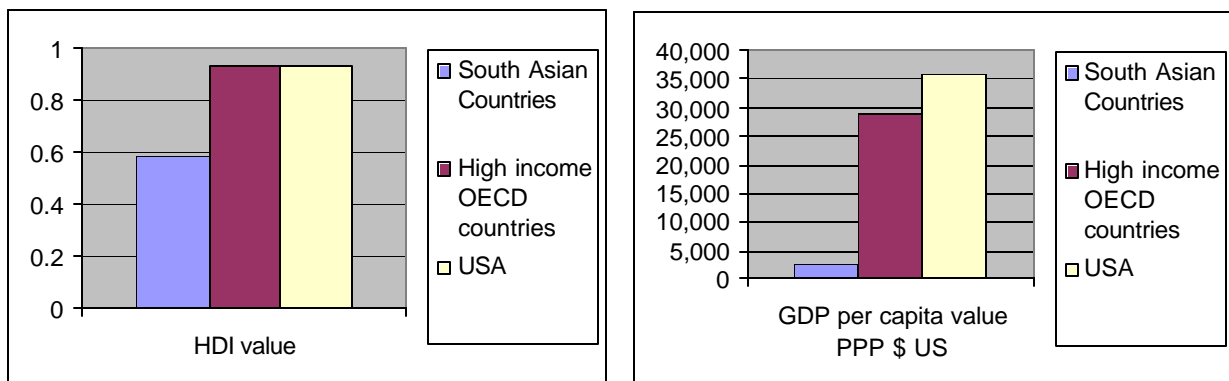 1
0.8
0.6
0.4
0.2
0
HDI value
South Asian
Countries
High income
OECD
countries
USA
40,000
35,000
30,000
25,000
20,000
15,000
10,000
5,000
0
GDP per capita value
PPP $ US
South Asian
Countries
High income
OECD
countries
USA